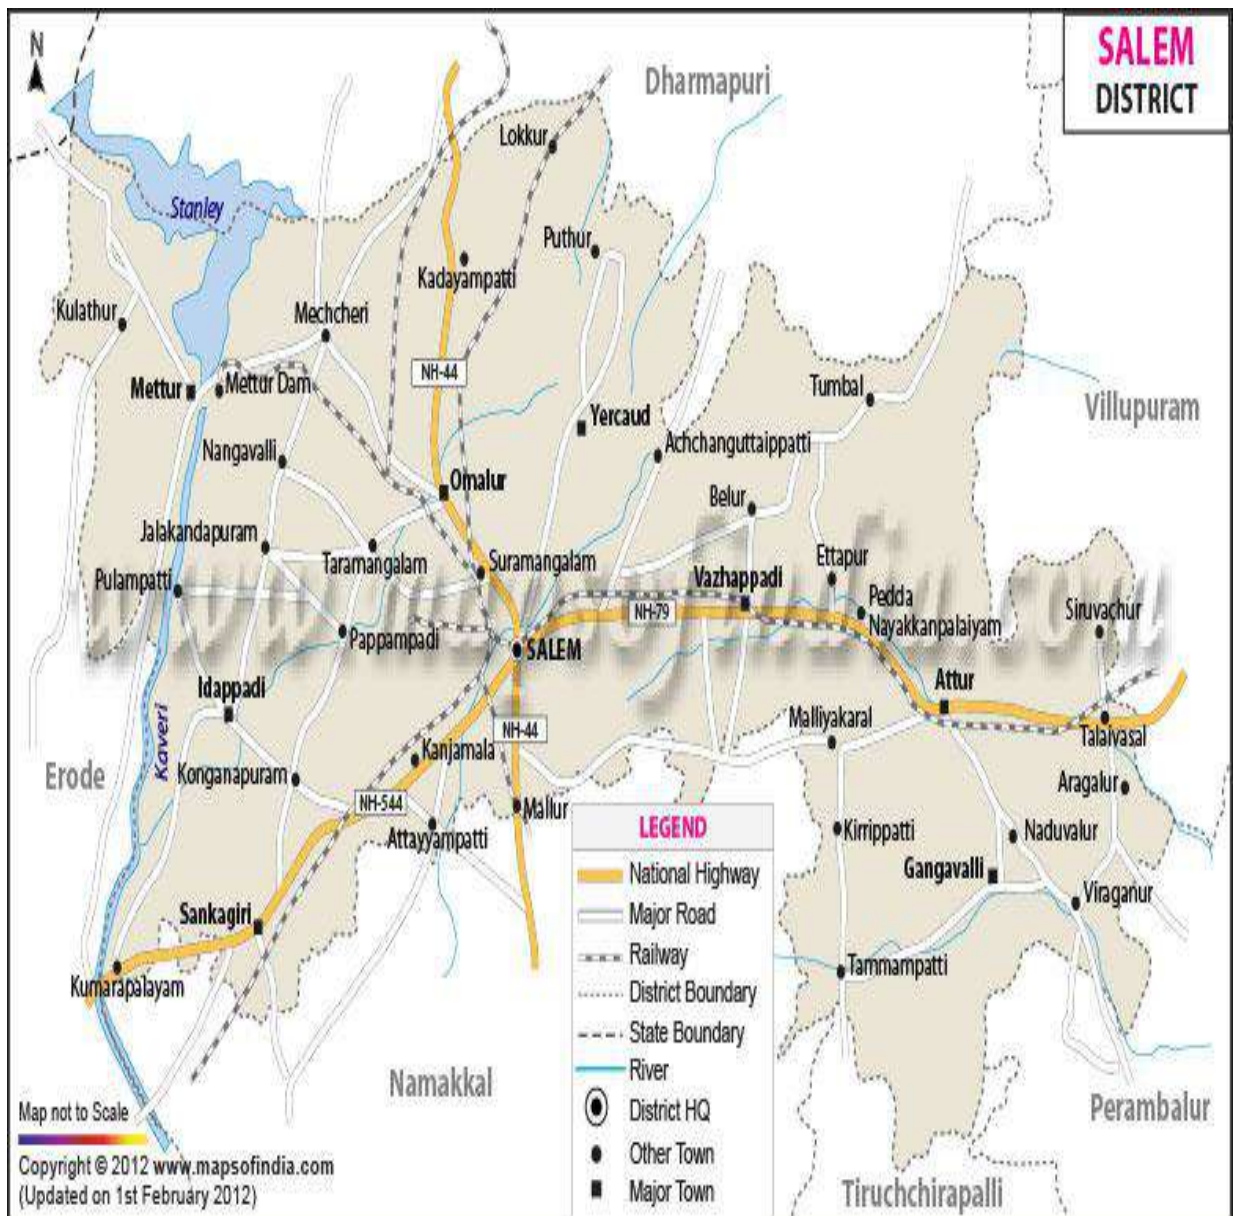 SALEM
DISTRICT
N
Dharmapuri
Lokkur
Stanley
Puthur
Kadayampatti
Kulathur
Mechcheri
NH-44
Mettur
Mettur Dam
Tumbal
Villupuram
Yercaud
Achchanguttaippatti
Nangavalli
Omalur
Belur
Jalakandapuram
Taramangalam
Suramangalam
Ettapur
Pulampatti
Vazhappadi
www.mapsofindia.com
NH-79
Pedda
Nayakkanpalaiyam
Siruvachur
Pappampadi
SALEM
Idappadi
Attur
Malliyakaral
NH-44
Talaivasal
Kaveri
Kanjamala
Erode
Konganapuram
Aragalur
NH-544
Mallur
Attayyampatti
Kirrippatti
Naduvalur
Gangavalli
Viraganur
Sankagiri
Tammampatti
Kumarapalayam
LEGEND
National Highway
Major Road
Railway
District Boundary
State Boundary
River
District HQ
Other Town
Major Town
Namakkal
Perambalur
Tiruchchirapalli
Map not to Scale
Copyright © 2012 www.mapsofindia.com
(Updated on 1st February 2012)